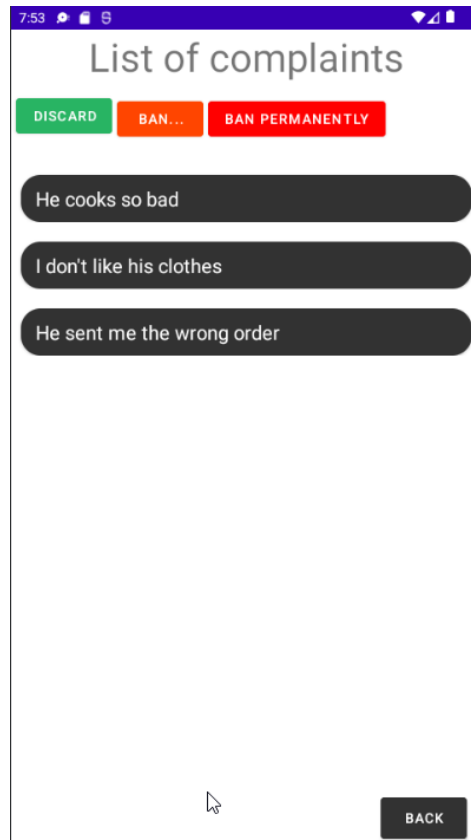 7:53
List of complaints
DISCARD BAN... BAN PERMANENTLY
He cooks so bad
I don't like his clothes
He sent me the wrong order
BACK